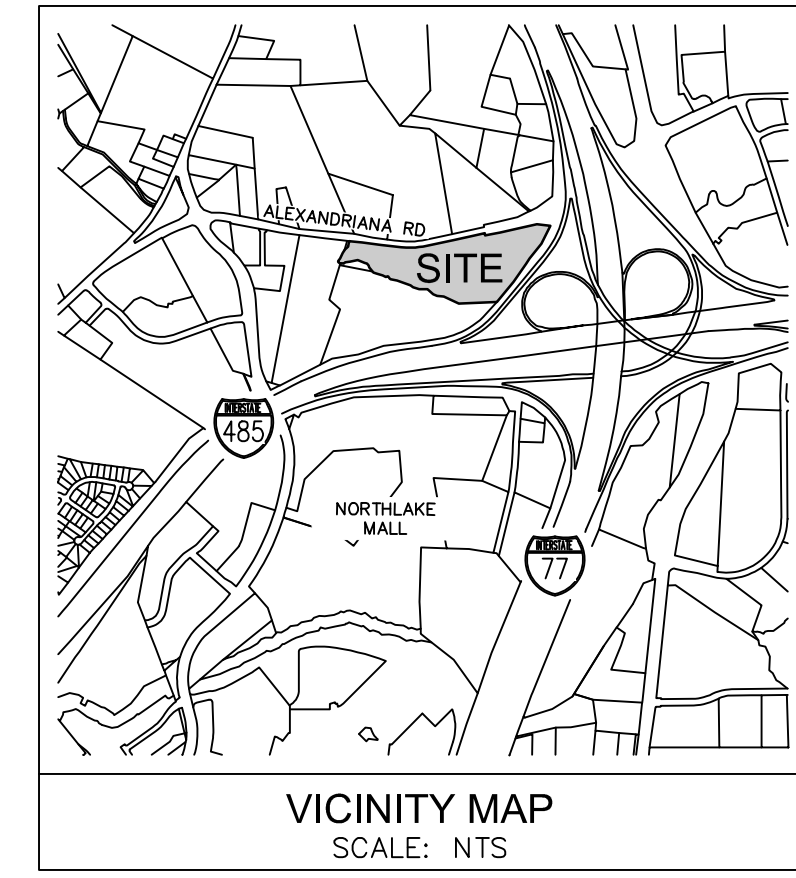 ALEXANDRIANA RD
SITE
INTERSTATE
485
NORTHLAKE
MALL
INTERSTATE
77
VICINITY MAP
SCALE: NTS